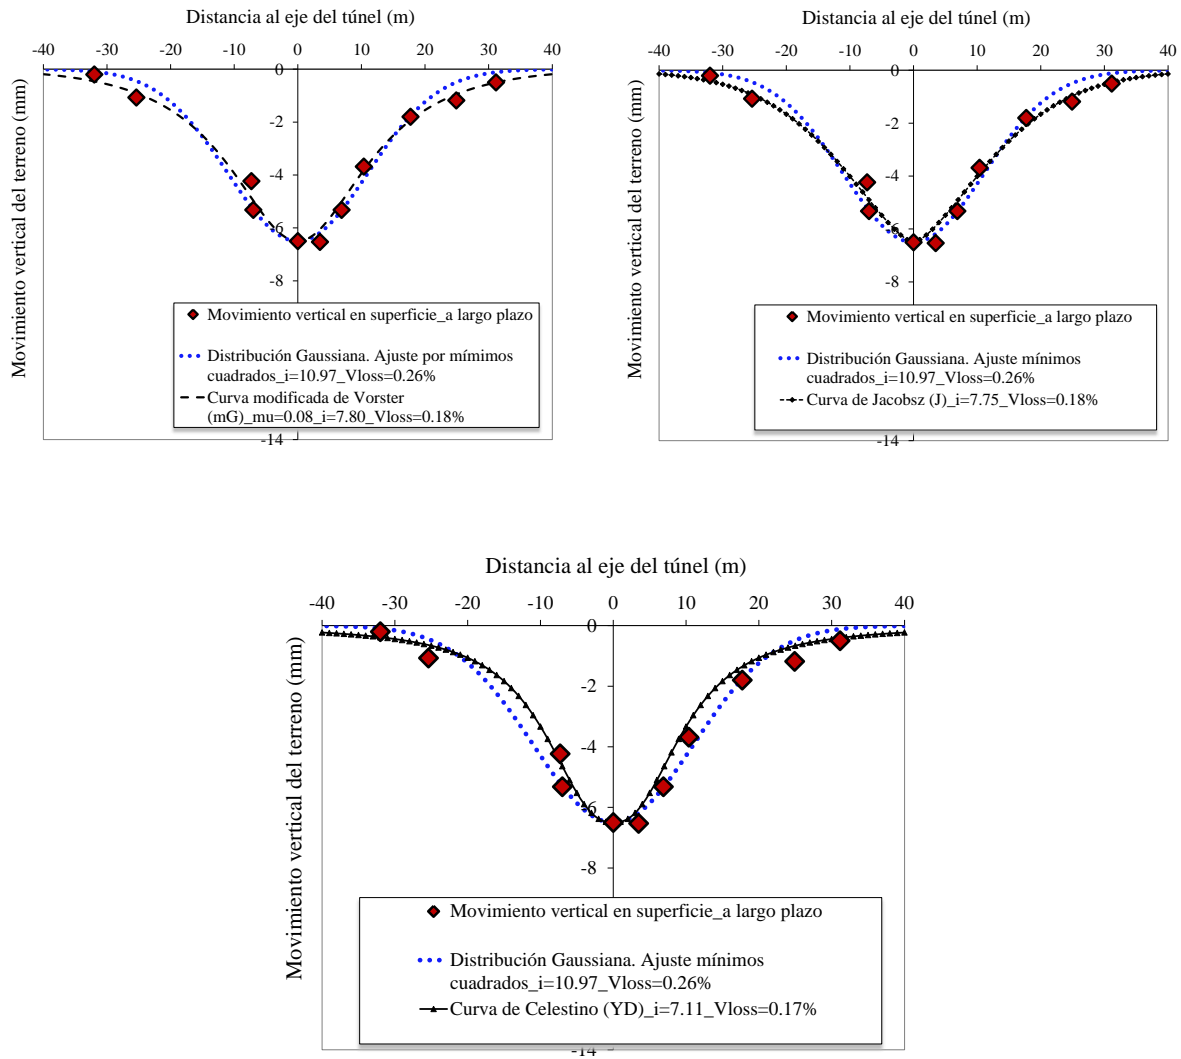 Distancia al eje del túnel (m)
-40 -30 -20 -10 0 10 20 30 40
Movimiento vertical del terreno (mm)
0
-2
-4
-6
-8
-14
Movimiento vertical en superficie_a largo plazo
Distribución Gaussiana. Ajuste por mímimos
cuadrados_i=10.97_Vloss=0.26%
Curva modificada de Vorster
(mG)_mu=0.08_i=7.80_Vloss=0.18%
Distancia al eje del túnel (m)
-40 -30 -20 -10 0 10 20 30 40
Movimiento vertical del terreno (mm)
0
-2
-4
-6
-8
-14
Movimiento vertical en superficie_a largo plazo
Distribución Gaussiana. Ajuste mínimos
cuadrados_i=10.97_Vloss=0.26%
Curva de Jacobsz (J)_i=7.75_Vloss=0.18%
Distancia al eje del túnel (m)
-40 -30 -20 -10 0 10 20 30 40
Movimiento vertical del terreno (mm)
0
-2
-4
-6
-8
-14
Movimiento vertical en superficie_a largo plazo
Distribución Gaussiana. Ajuste mínimos
cuadrados_i=10.97_Vloss=0.26%
Curva de Celestino (YD)_i=7.11_Vloss=0.17%